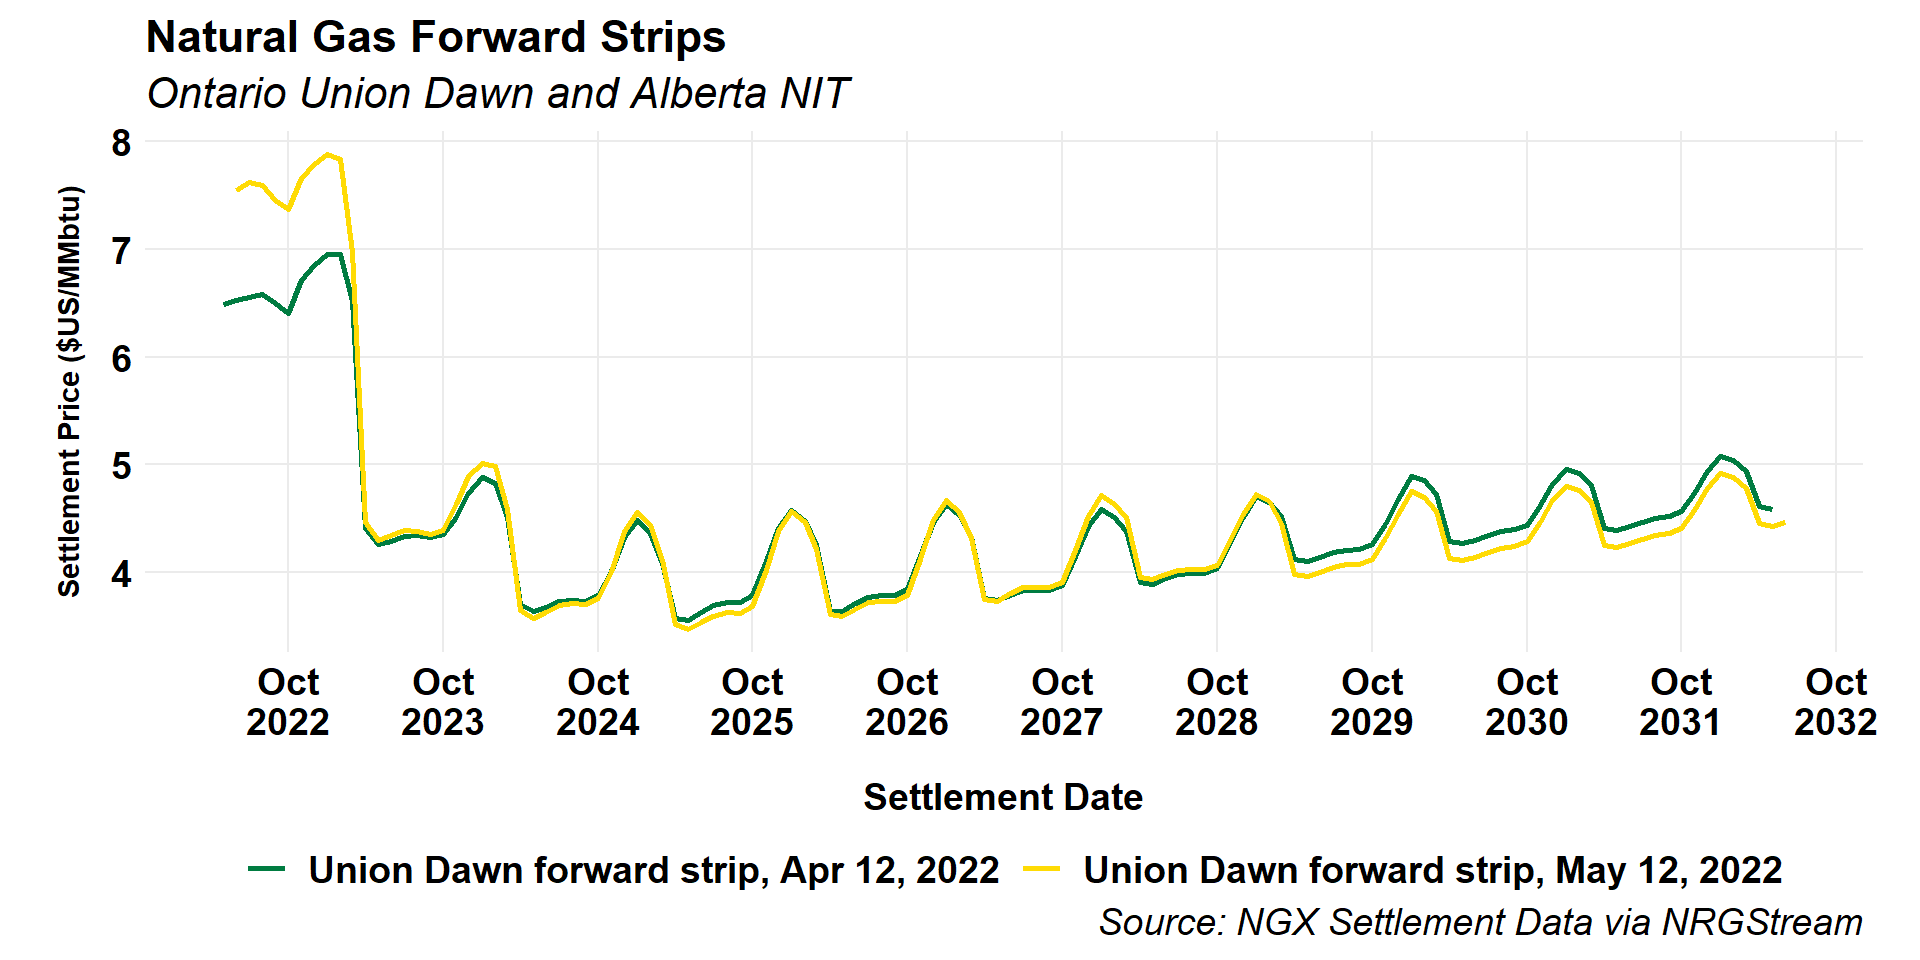 Natural Gas Forward Strips
Ontario Union Dawn and Alberta NIT
Settlement Price ($US/MMbtu)
8
7
6
5
4
Oct 2022
Oct 2023
Oct 2024
Oct 2025
Oct 2026
Oct 2027
Oct 2028
Oct 2029
Oct 2030
Oct 2031
Oct 2032
Settlement Date
Union Dawn forward strip, Apr 12, 2022
Union Dawn forward strip, May 12, 2022
Source: NGX Settlement Data via NRGStream